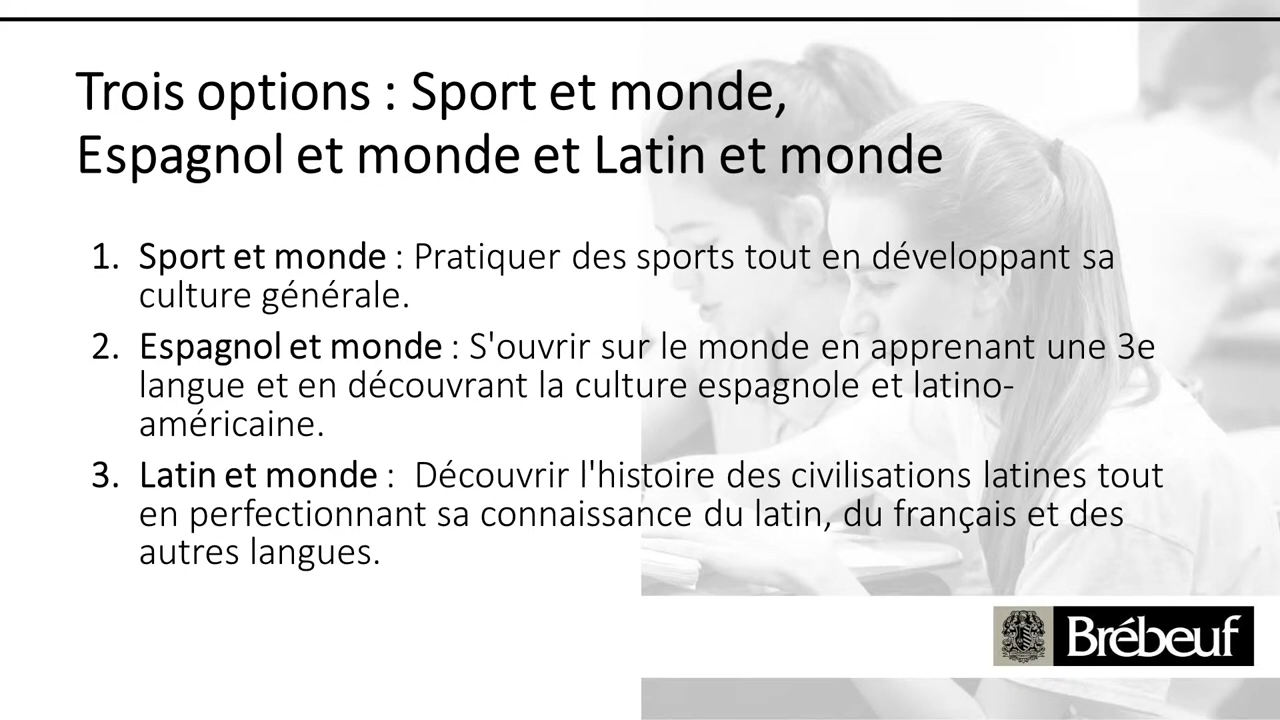 Trois options : Sport et monde,
Espagnol et monde et Latin et monde
1. Sport et monde : Pratiquer des sports tout en développant sa
culture générale.
2. Espagnol et monde : S'ouvrir sur le monde en apprenant une 3e
langue et en découvrant la culture espagnole et latino-
américaine.
3. Latin et monde :  Découvrir l'histoire des civilisations latines tout
en perfectionnant sa connaissance du latin, du français et des
autres langues.
Brébeuf